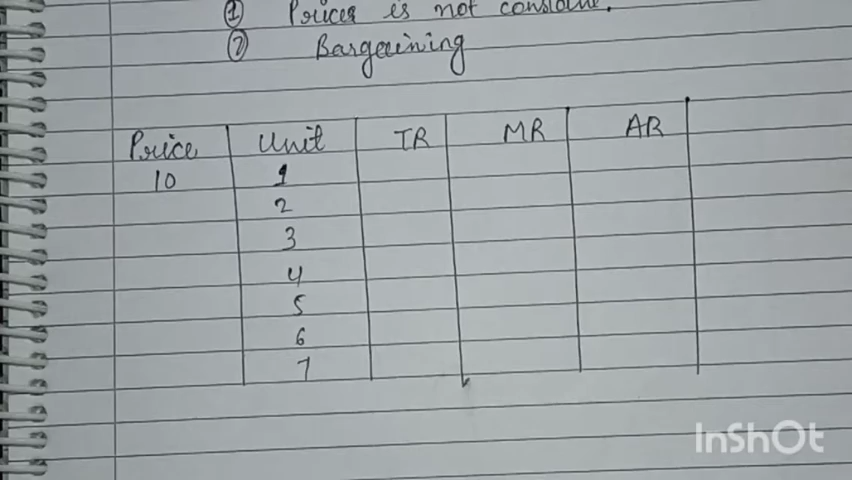 ① Prices is not constant.
② Bargaining
Price Unit TR MR AR
10 1
2
3
4
5
6
7
InShOt